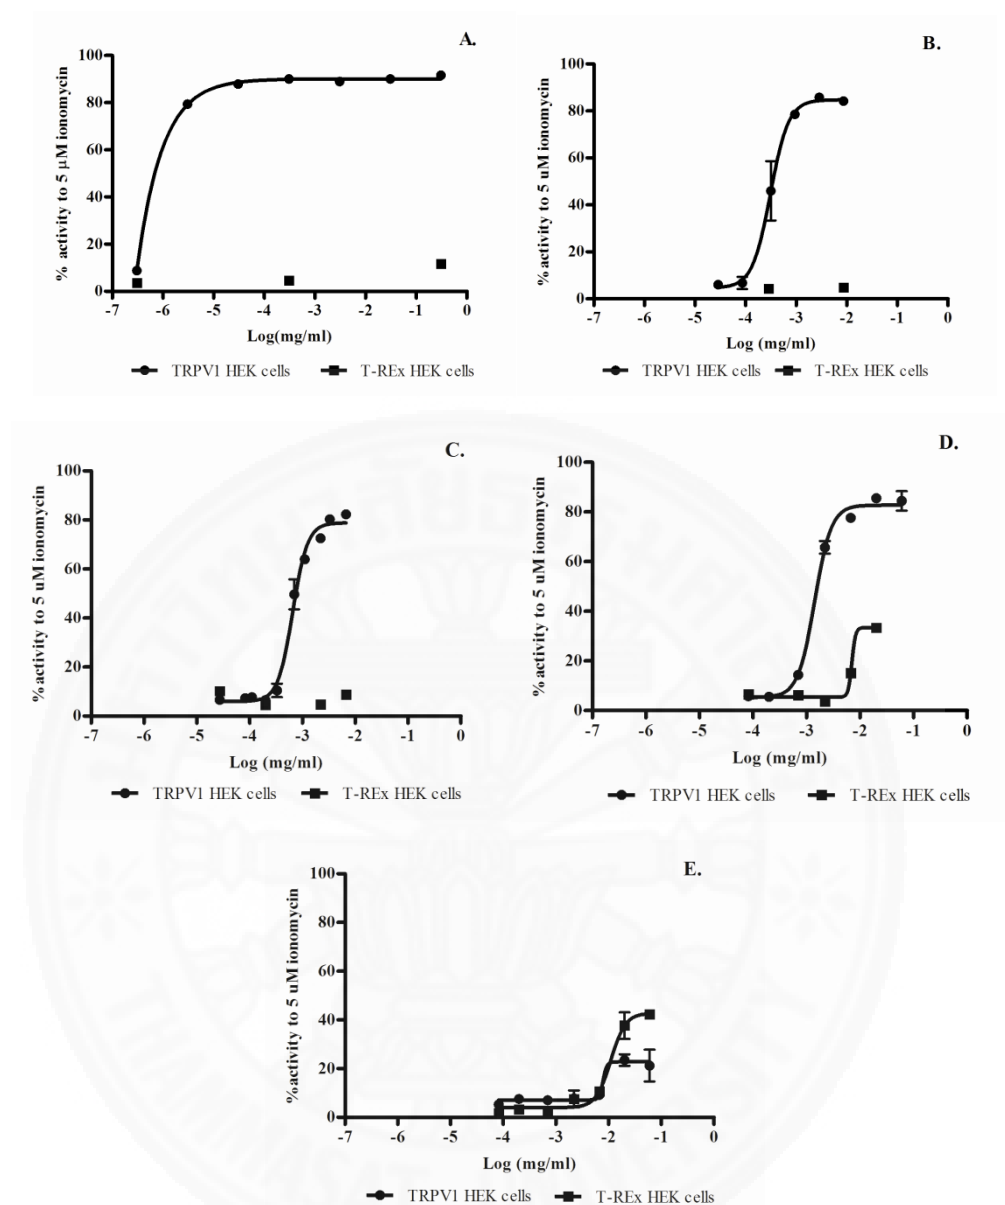 A.
100
80
60
40
20
0
% activity to 5 µM ionomycin
-7 -6 -5 -4 -3 -2 -1 0
Log(mg/ml)
TRPV1 HEK cells T-REx HEK cells
B.
100
80
60
40
20
0
% activity to 5 uM ionomycin
-7 -6 -5 -4 -3 -2 -1 0
Log (mg/ml)
TRPV1 HEK cells T-REx HEK cells
C.
100
80
60
40
20
0
% activity to 5 uM ionomycin
-7 -6 -5 -4 -3 -2 -1 0
Log (mg/ml)
TRPV1 HEK cells T-REx HEK cells
D.
100
80
60
40
20
0
% activity to 5 uM ionomycin
-7 -6 -5 -4 -3 -2 -1 0
Log (mg/ml)
TRPV1 HEK cells T-REx HEK cells
E.
100
80
60
40
20
0
%activity to 5 uM ionomycin
-7 -6 -5 -4 -3 -2 -1 0
Log (mg/ml)
TRPV1 HEK cells T-REx HEK cells